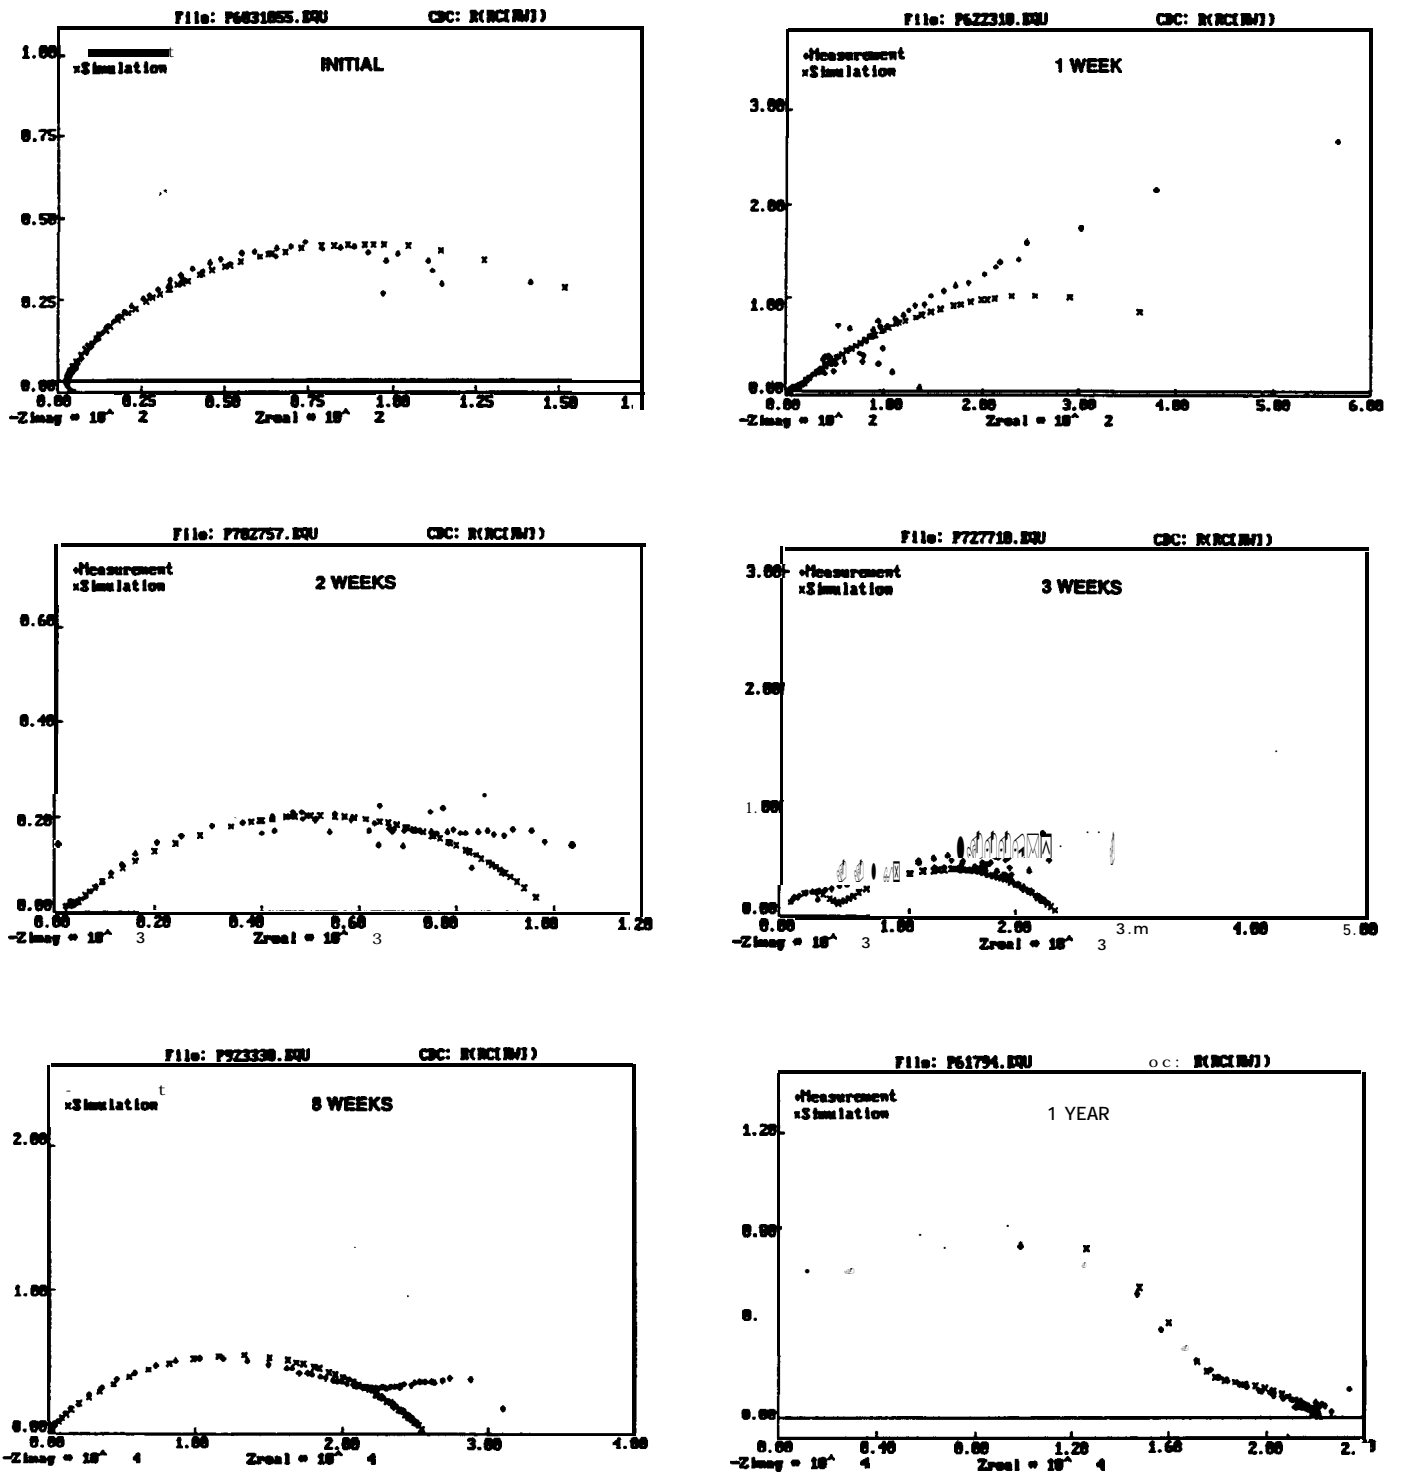 File: P6031055.EQU CDC: R(RC[RW])
1.00
t
×Simulation
INITIAL
0.75
0.50
0.25
0.00
0.00 0.25 0.50 0.75 1.00 1.25 1.50 1.
-Zimag * 10^ 2 Zreal * 10^ 2
File: P622310.EQU CDC: R(RC[RW])
Measurement
×Simulation
1 WEEK
3.00
2.00
1.00
0.00
0.00 1.00 2.00 3.00 4.00 5.00 6.00
-Zimag * 10^ 2 Zreal * 10^ 2
File: P702757.EQU CDC: R(RC[RW])
Measurement
×Simulation
2 WEEKS
0.60
0.40
0.20
0.00
0.00 0.20 0.40 0.60 0.80 1.00 1.20
-Zimag * 10^ 3 Zreal * 10^ 3
File: P727710.EQU CDC: R(RC[RW])
3.00
Measurement
×Simulation
3 WEEKS
2.00
1.00
0.00
0.00 1.00 2.00 3.m 4.00 5.00
-Zimag * 10^ 3 Zreal * 10^ 3
File: P923330.EQU CDC: R(RC[RW])
t
×Simulation
8 WEEKS
2.00
1.00
0.00
0.00 1.00 2.00 3.00 4.00
-Zimag * 10^ 4 Zreal * 10^ 4
File: P61794.EQU oc: R(RC[RW])
Measurement
×Simulation
1 YEAR
1.20
0.80
0.
0.00
0.00 0.40 0.80 1.20 1.60 2.00 2.
-Zimag * 10^ 4 Zreal * 10^ 4